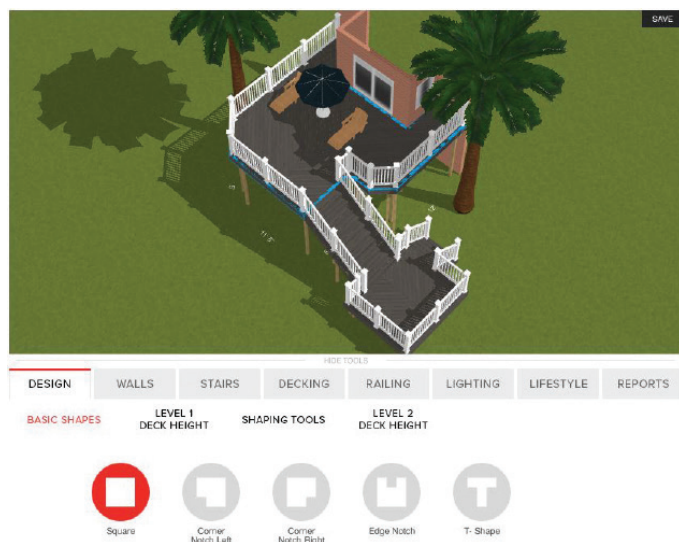 SAVE
HIDE TOOLS
DESIGN WALLS STAIRS DECKING RAILING LIGHTING LIFESTYLE REPORTS
BASIC SHAPES LEVEL 1 SHAPING TOOLS LEVEL 2
DECK HEIGHT DECK HEIGHT
Square Corner Corner Edge Notch T- Shape
Notch Left Notch Right